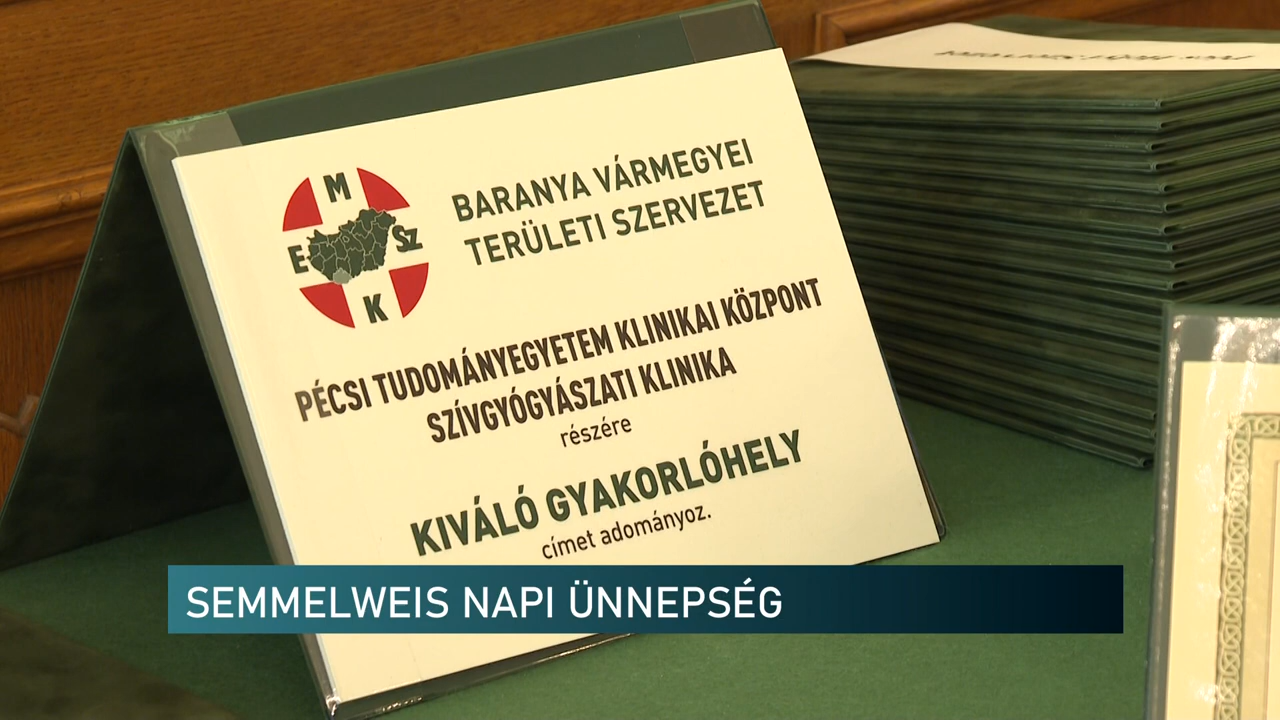 M
E SZ
K
BARANYA VÁRMEGYEI
TERÜLETI SZERVEZET
PÉCSI TUDOMÁNYEGYETEM KLINIKAI KÖZPONT
SZÍVGYÓGYÁSZATI KLINIKA
részére
KIVÁLÓ GYAKORLÓHELY
címet adományoz.
SEMMELWEIS NAPI ÜNNEPSÉG